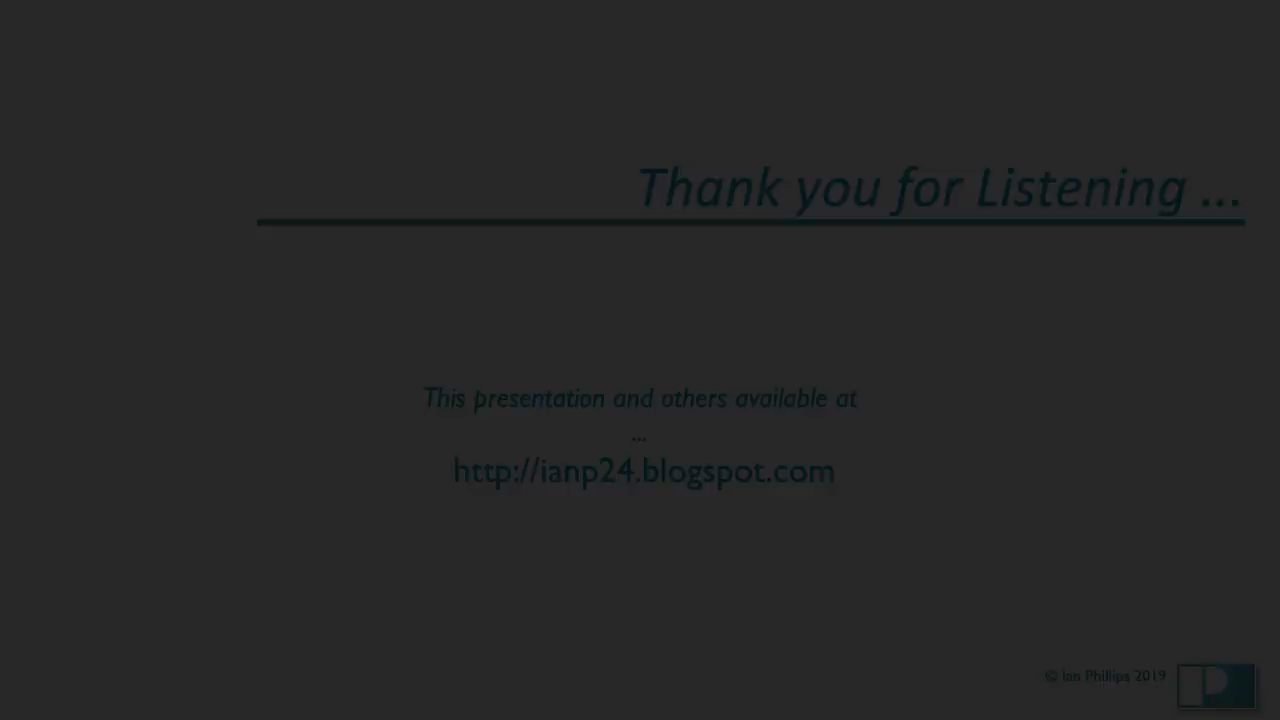 Thank you for Listening ...
This presentation and others available at
...
http://ianp24.blogspot.com
© Ian Phillips 2019